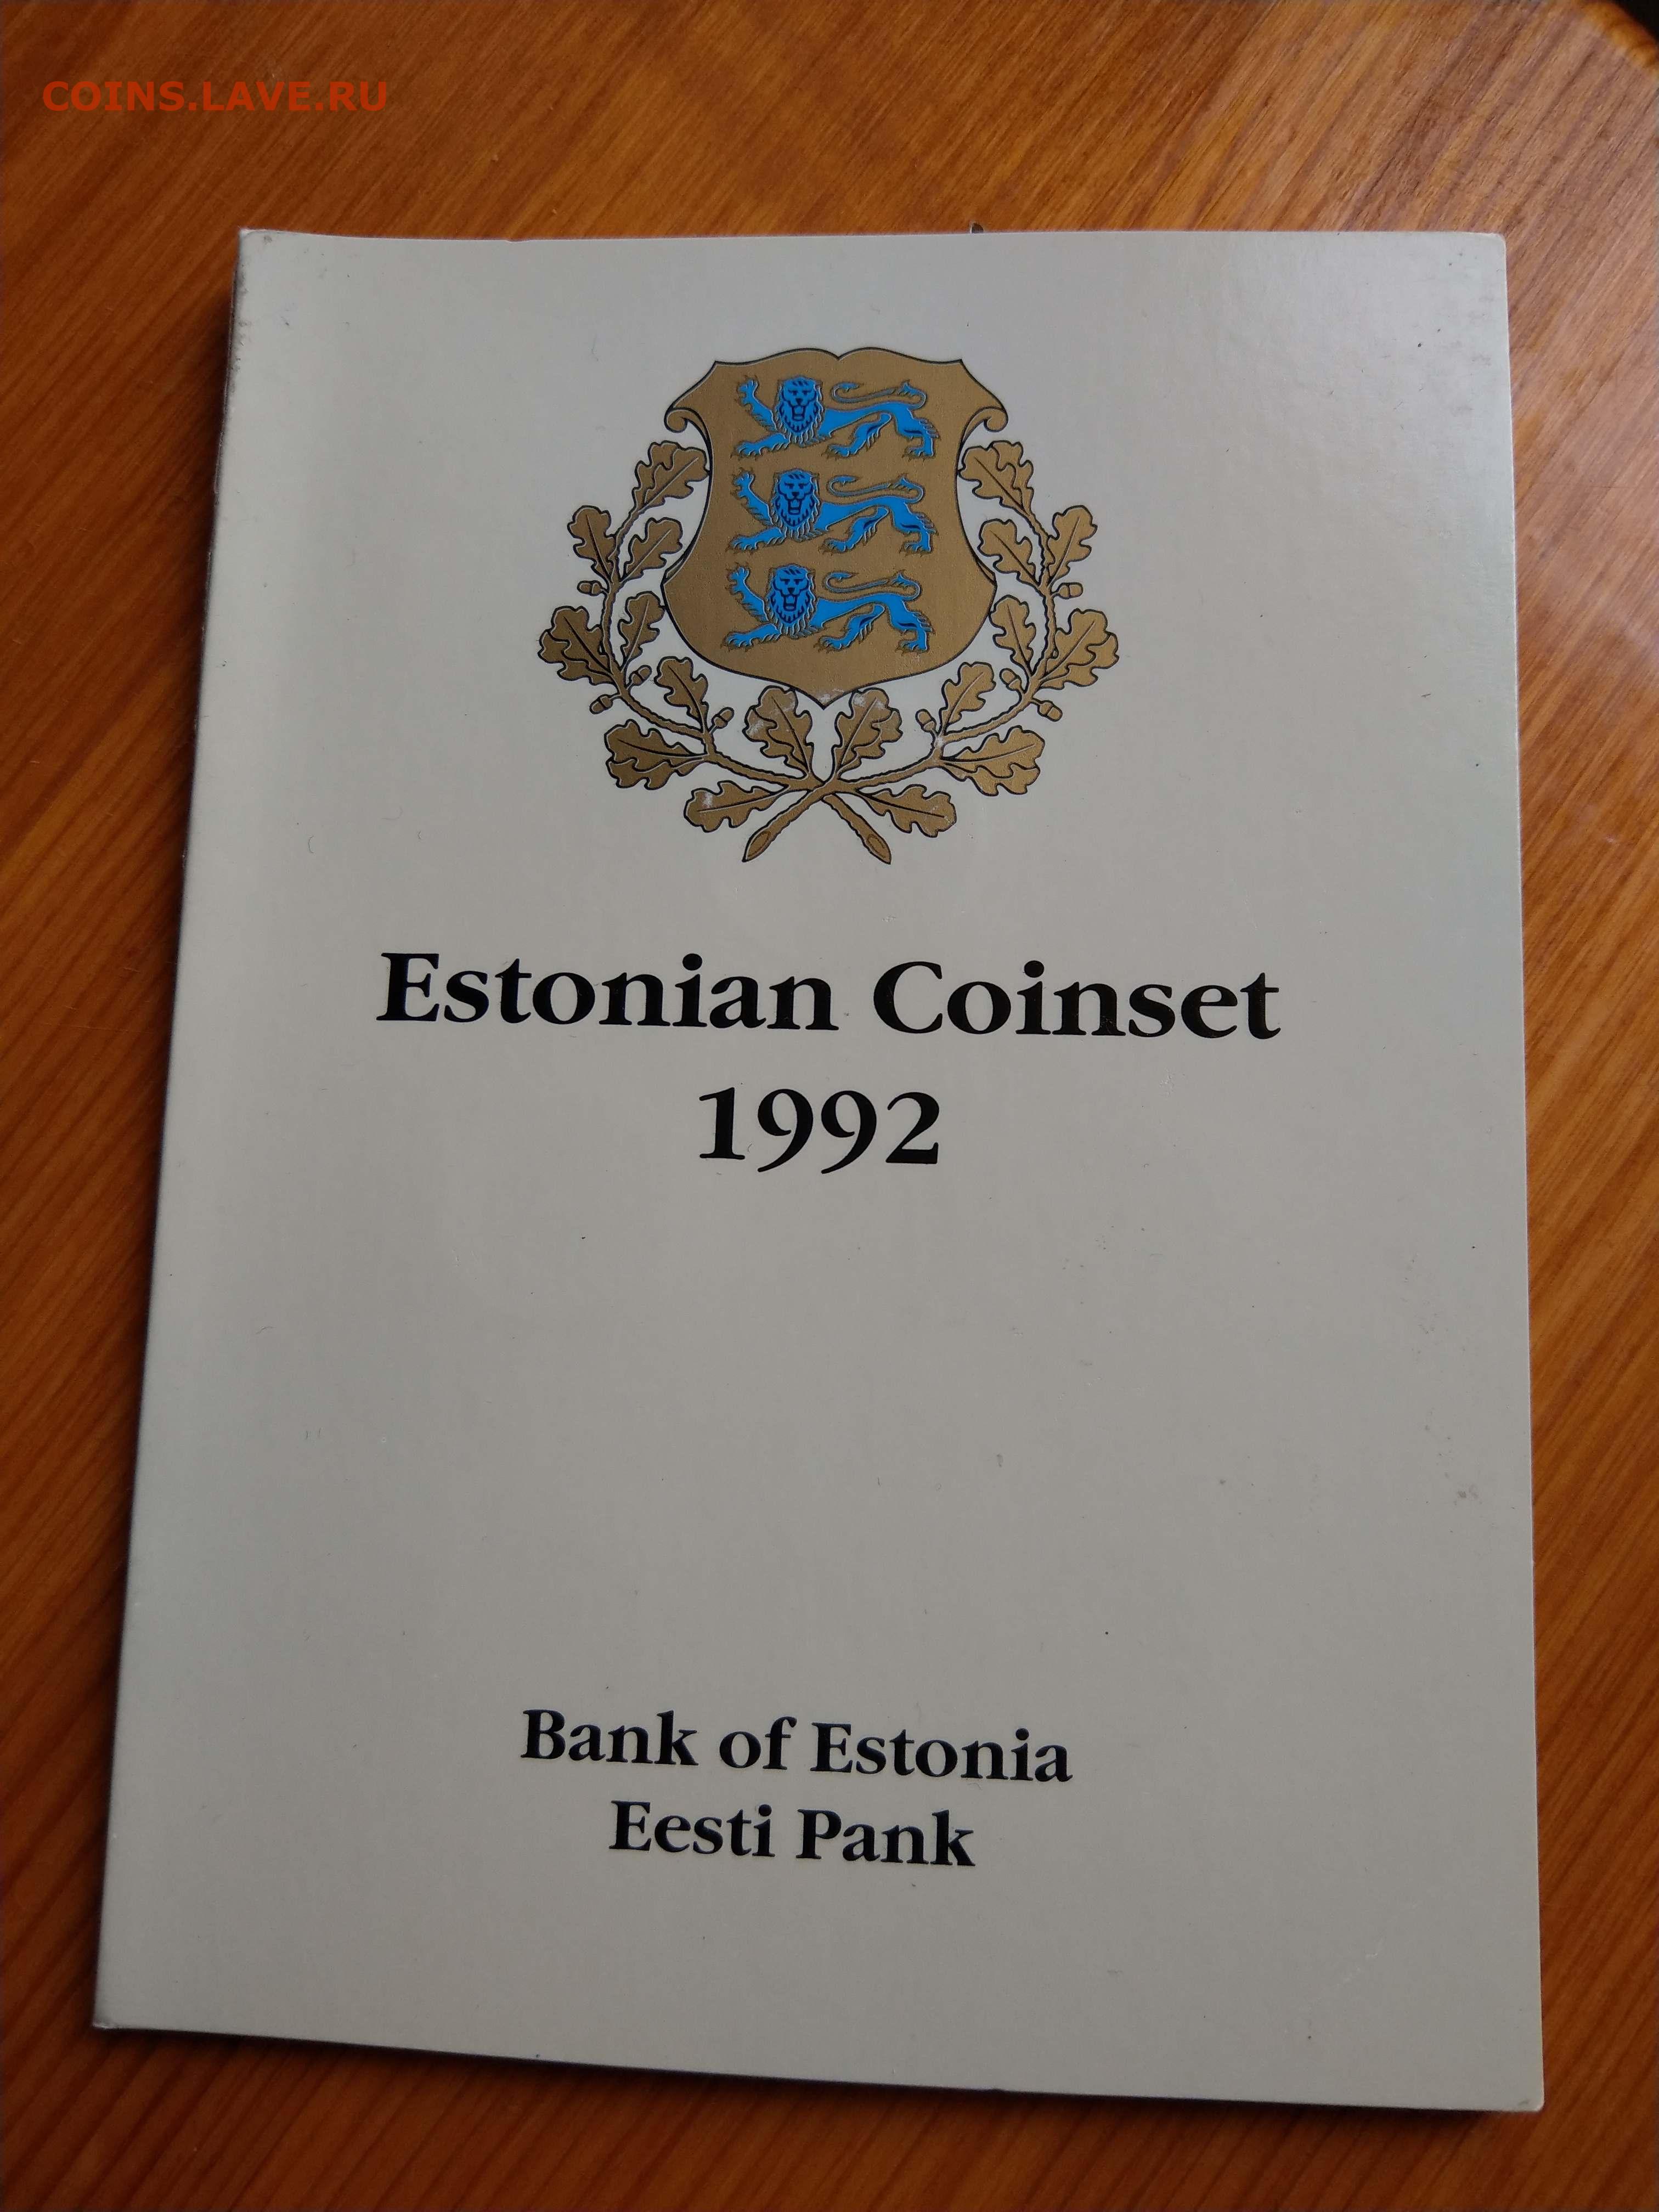 COINS.LAVE.RU
Estonian Coinset
1992
Bank of Estonia
Eesti Pank